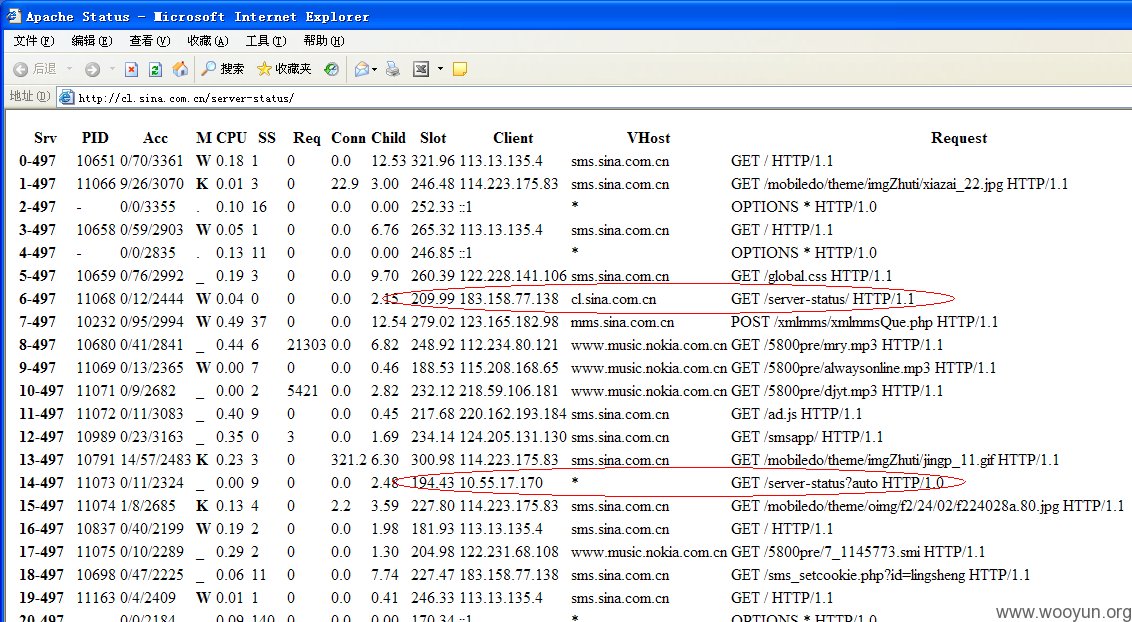 Apache Status - Microsoft Internet Explorer
文件(F) 编辑(E) 查看(V) 收藏(A) 工具(T) 帮助(H)
后退 搜索 收藏夹
地址(D) http://cl.sina.com.cn/server-status/
Srv PID Acc M CPU SS Req Conn Child Slot Client VHost Request
0-497 10651 0/70/3361 W 0.18 1 0 0.0 12.53 321.96 113.13.135.4 sms.sina.com.cn GET / HTTP/1.1
1-497 11066 9/26/3070 K 0.01 3 0 22.9 3.00 246.48 114.223.175.83 sms.sina.com.cn GET /mobiledo/theme/imgZhuti/xiazai_22.jpg HTTP/1.1
2-497 - 0/0/3355 . 0.10 16 0 0.0 0.00 252.33 ::1 * OPTIONS * HTTP/1.0
3-497 10658 0/59/2903 W 0.05 1 0 0.0 6.76 265.32 113.13.135.4 sms.sina.com.cn GET / HTTP/1.1
4-497 - 0/0/2835 . 0.13 11 0 0.0 0.00 246.85 ::1 * OPTIONS * HTTP/1.0
5-497 10659 0/76/2992 _ 0.19 3 0 0.0 9.70 260.39 122.228.141.106 sms.sina.com.cn GET /global.css HTTP/1.1
6-497 11068 0/12/2444 W 0.04 0 0 0.0 2.15 209.99 183.158.77.138 cl.sina.com.cn GET /server-status/ HTTP/1.1
7-497 10232 0/95/2994 W 0.49 37 0 0.0 12.54 279.02 123.165.182.98 mms.sina.com.cn POST /xmlmms/xmlmmsQue.php HTTP/1.1
8-497 10680 0/41/2841 _ 0.44 6 21303 0.0 6.82 248.92 112.234.80.121 www.music.nokia.com.cn GET /5800pre/mry.mp3 HTTP/1.1
9-497 11069 0/13/2365 W 0.00 7 0 0.0 0.46 188.53 115.208.168.65 www.music.nokia.com.cn GET /5800pre/alwaysonline.mp3 HTTP/1.1
10-497 11071 0/9/2682 _ 0.00 2 5421 0.0 2.82 232.12 218.59.106.181 www.music.nokia.com.cn GET /5800pre/djyt.mp3 HTTP/1.1
11-497 11072 0/11/3083 _ 0.40 9 0 0.0 0.45 217.68 220.162.193.184 sms.sina.com.cn GET /ad.js HTTP/1.1
12-497 10989 0/23/3163 _ 0.35 0 3 0.0 1.69 234.14 124.205.131.130 sms.sina.com.cn GET /smsapp/ HTTP/1.1
13-497 10791 14/57/2483 K 0.23 3 0 321.2 6.30 300.98 114.223.175.83 sms.sina.com.cn GET /mobiledo/theme/imgZhuti/jingp_11.gif HTTP/1.1
14-497 11073 0/11/2324 _ 0.00 9 0 0.0 2.48 194.43 10.55.17.170 * GET /server-status?auto HTTP/1.0
15-497 11074 1/8/2685 K 0.13 4 0 2.2 3.59 227.80 114.223.175.83 sms.sina.com.cn GET /mobiledo/theme/oimg/f2/24/02/f224028a.80.jpg HTTP/1.1
16-497 10837 0/40/2199 W 0.19 2 0 0.0 1.98 181.93 113.13.135.4 sms.sina.com.cn GET / HTTP/1.1
17-497 11075 0/10/2289 _ 0.29 2 0 0.0 1.30 204.98 122.231.68.108 www.music.nokia.com.cn GET /5800pre/7_1145773.smi HTTP/1.1
18-497 10698 0/47/2225 _ 0.06 11 0 0.0 7.74 227.47 183.158.77.138 sms.sina.com.cn GET /sms_setcookie.php?id=lingsheng HTTP/1.1
19-497 11163 0/4/2409 W 0.01 1 0 0.0 0.41 246.33 113.13.135.4 sms.sina.com.cn GET / HTTP/1.1
20-497 0/0/2184 0.09 140 0 0.0 0.00 170.34 ::1 * OPTIONS * HTTP/1.0
www.wooyun.org